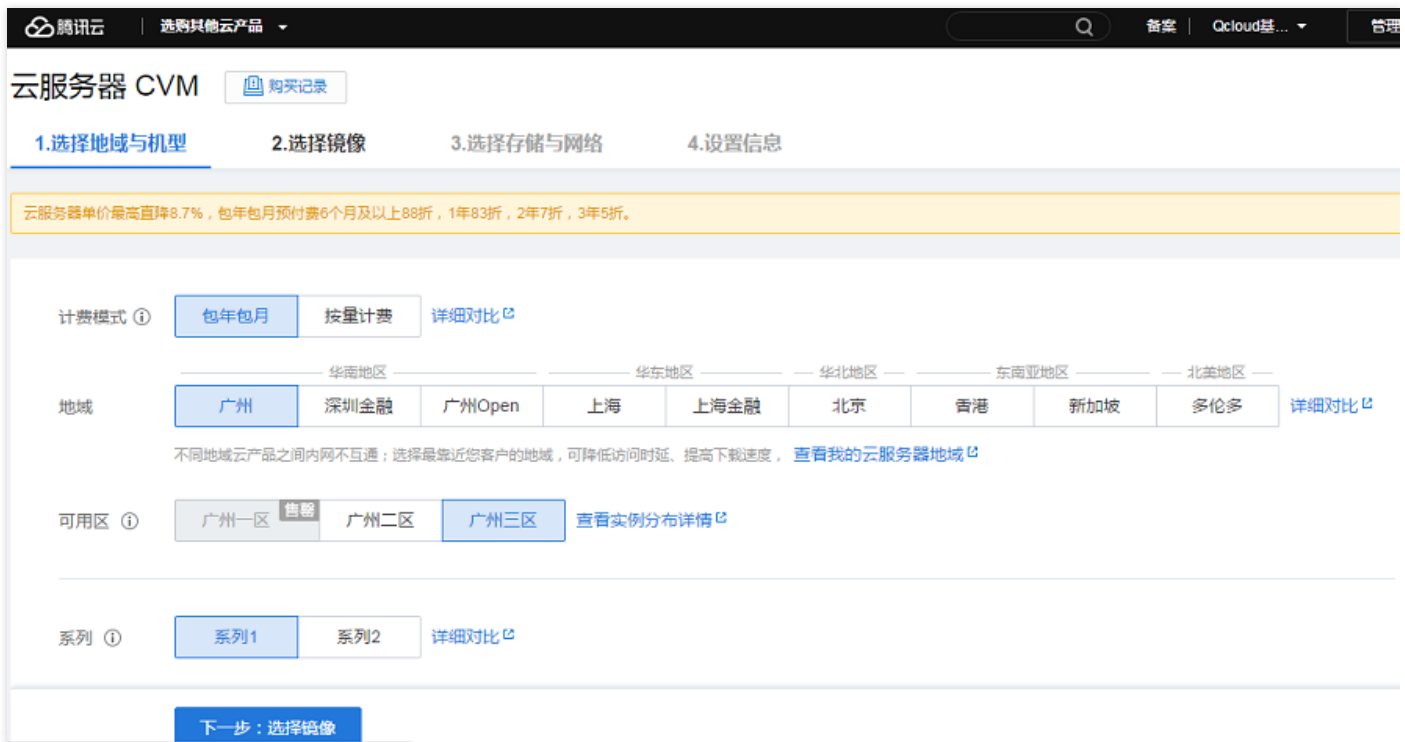 腾讯云 选购其他云产品 备案 Qcloud基... 管理
云服务器 CVM 购买记录
1.选择地域与机型 2.选择镜像 3.选择存储与网络 4.设置信息
云服务器单价最高直降8.7%，包年包月预付费6个月及以上88折，1年83折，2年7折，3年5折。
计费模式 包年包月 按量计费 详细对比
华南地区 华东地区 华北地区 东南亚地区 北美地区
地域 广州 深圳金融 广州Open 上海 上海金融 北京 香港 新加坡 多伦多 详细对比
不同地域云产品之间内网不互通；选择最靠近您客户的地域，可降低访问时延、提高下载速度， 查看我的云服务器地域
可用区 广州一区 售罄 广州二区 广州三区 查看实例分布详情
系列 系列1 系列2 详细对比
下一步：选择镜像